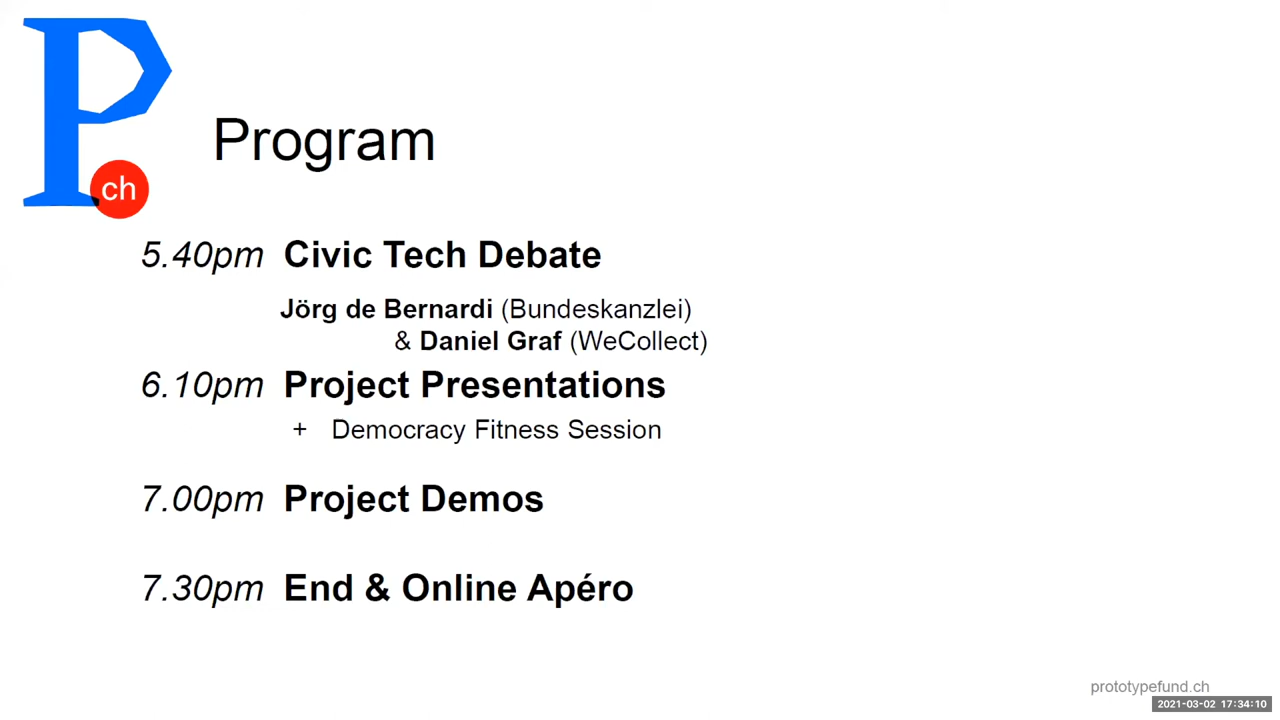 P
ch
Program
5.40pm Civic Tech Debate
Jörg de Bernardi (Bundeskanzlei)
& Daniel Graf (WeCollect)
6.10pm Project Presentations
+ Democracy Fitness Session
7.00pm Project Demos
7.30pm End & Online Apéro
prototypefund.ch
2021-03-02 17:34:10